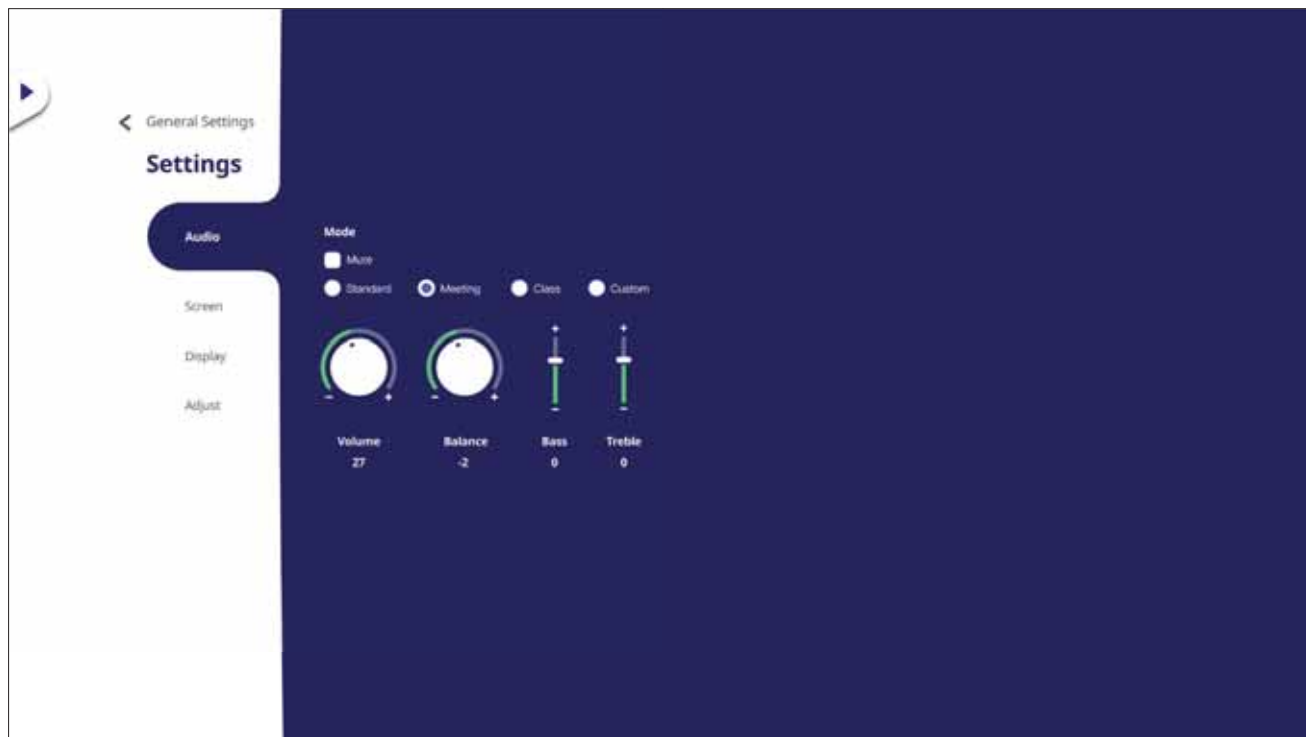 General Settings
Settings
Audio
Screen
Display
Adjust
Mode
Mute
Standard Meeting Class Custom
+ +
- + - + - -
Volume Balance Bass Treble
27 -2 0 0